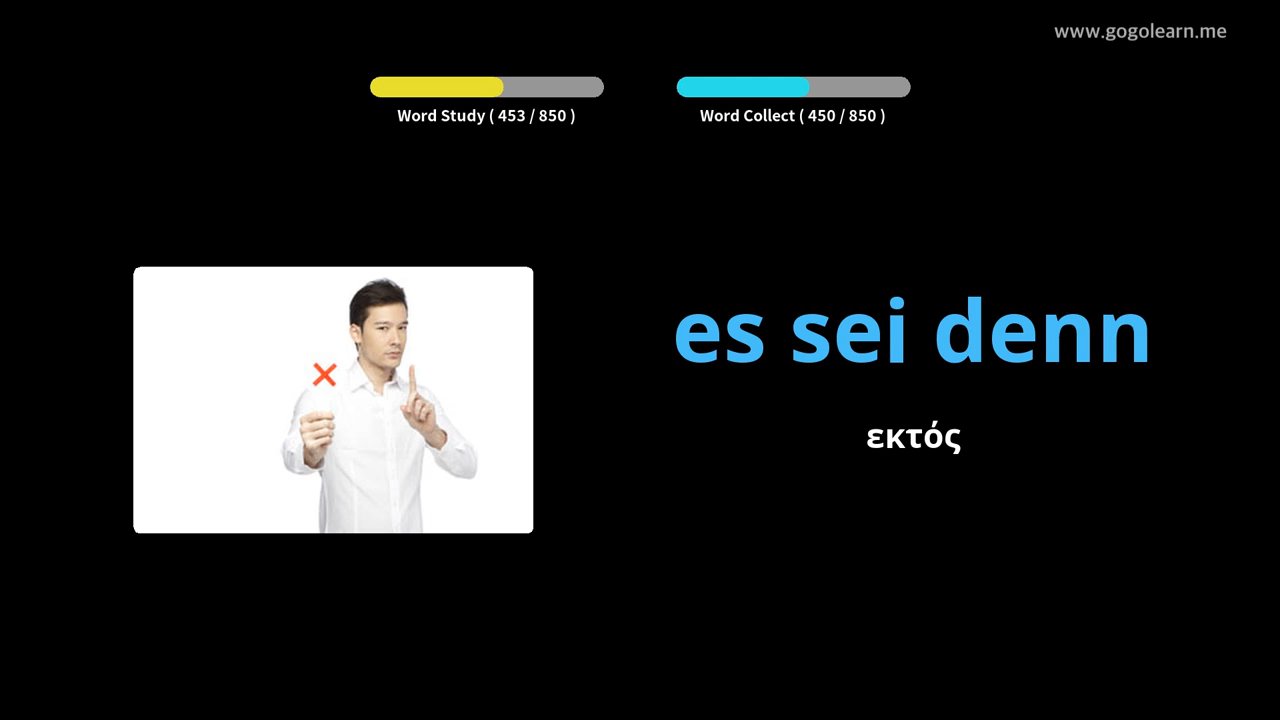 www.gogolearn.me
Word Study ( 453 / 850 )
Word Collect ( 450 / 850 )
es sei denn
εκτός